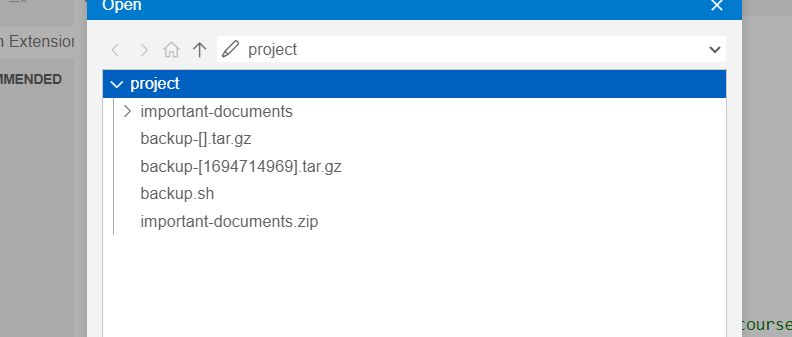 Open
project
n Extension
MMENDED
project
important-documents
backup-[].tar.gz
backup-[1694714969].tar.gz
backup.sh
important-documents.zip
course